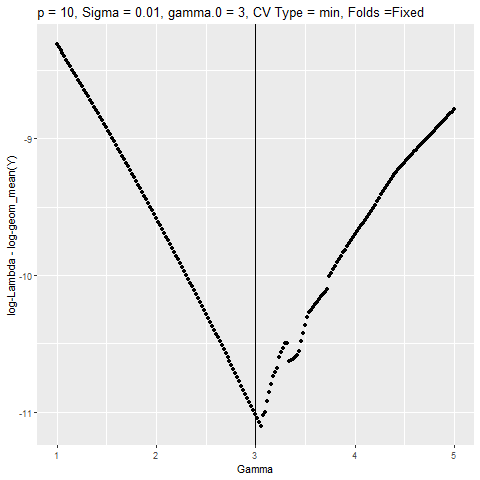 p = 10, Sigma = 0.01, gamma.0 = 3, CV Type = min, Folds =Fixed
log-Lambda - log-geom_mean(Y)
-9
-10
-11
1 2 3 4 5
Gamma